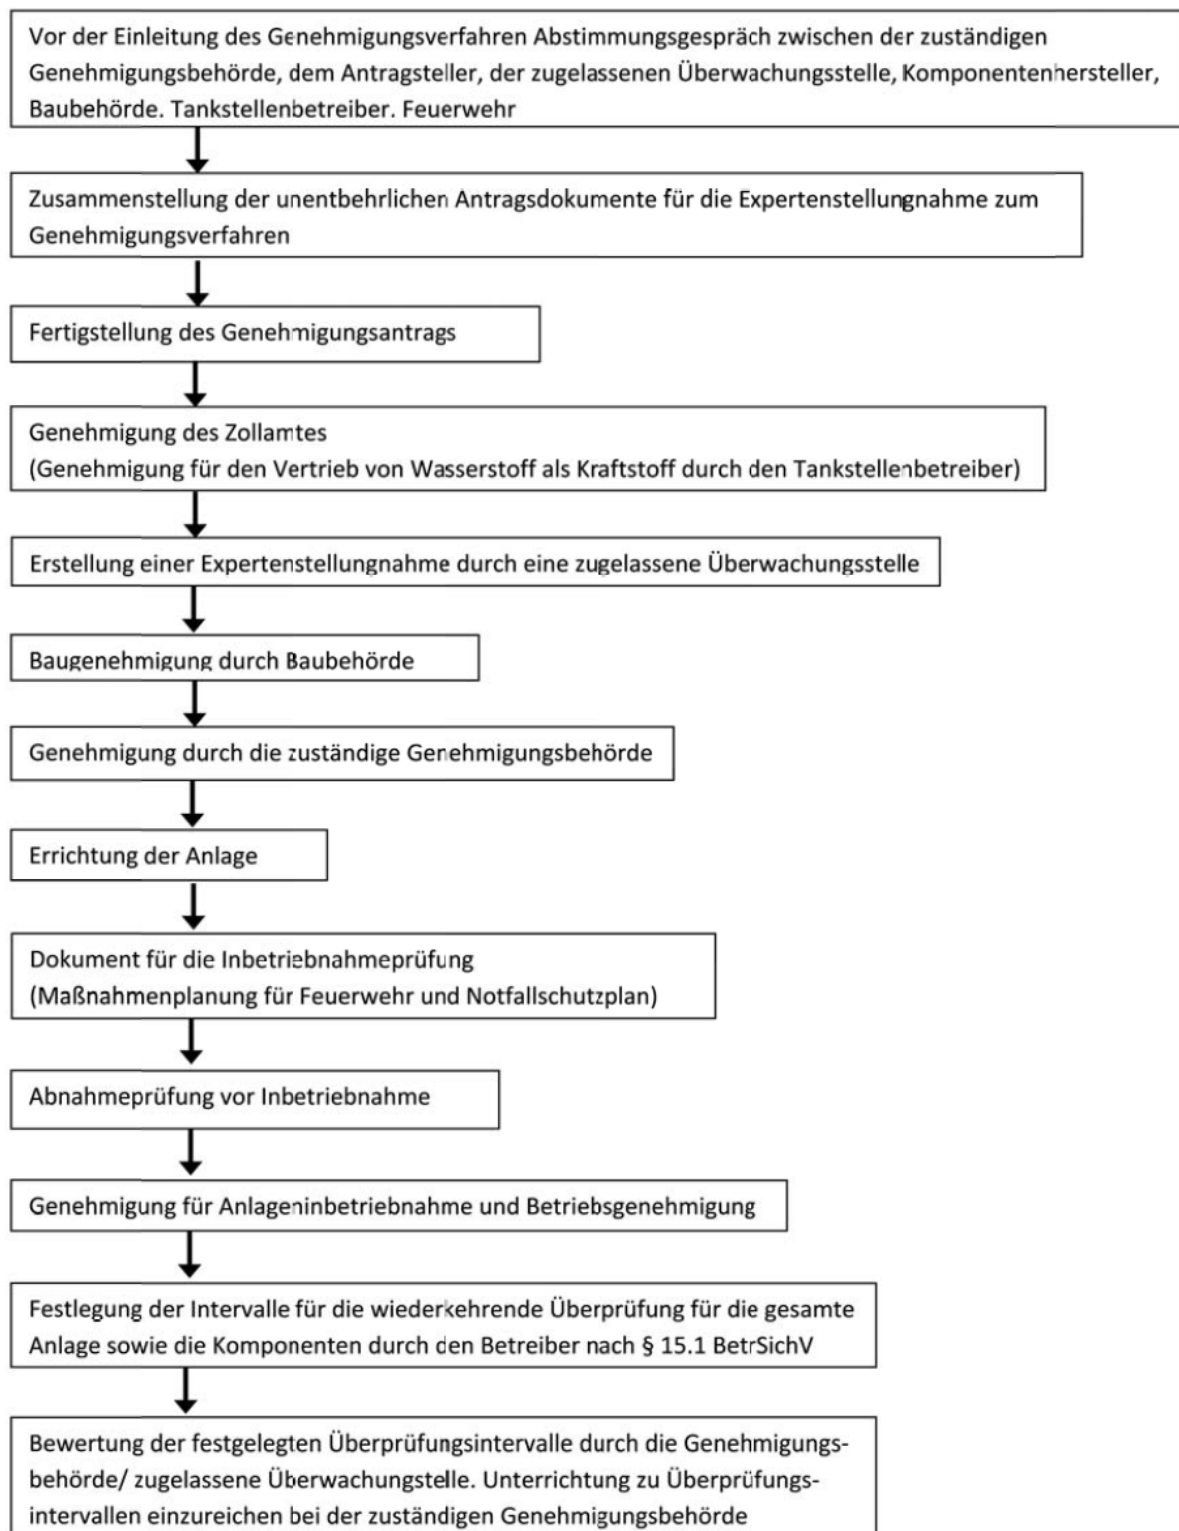 Vor der Einleitung des Genehmigungsverfahren Abstimmungsgespräch zwischen der zuständigen
Genehmigungsbehörde, dem Antragsteller, der zugelassenen Überwachungsstelle, Komponentenhersteller,
Baubehörde. Tankstellenbetreiber. Feuerwehr
Zusammenstellung der unentbehrlichen Antragsdokumente für die Expertenstellungnahme zum
Genehmigungsverfahren
Fertigstellung des Genehmigungsantrags
Genehmigung des Zollamtes
(Genehmigung für den Vertrieb von Wasserstoff als Kraftstoff durch den Tankstellenbetreiber)
Erstellung einer Expertenstellungnahme durch eine zugelassene Überwachungsstelle
Baugenehmigung durch Baubehörde
Genehmigung durch die zuständige Genehmigungsbehörde
Errichtung der Anlage
Dokument für die Inbetriebnahmeprüfung
(Maßnahmenplanung für Feuerwehr und Notfallschutzplan)
Abnahmeprüfung vor Inbetriebnahme
Genehmigung für Anlageninbetriebnahme und Betriebsgenehmigung
Festlegung der Intervalle für die wiederkehrende Überprüfung für die gesamte
Anlage sowie die Komponenten durch den Betreiber nach § 15.1 BetrSichV
Bewertung der festgelegten Überprüfungsintervalle durch die Genehmigungs-
behörde/ zugelassene Überwachungstelle. Unterrichtung zu Überprüfungs-
intervallen einzureichen bei der zuständigen Genehmigungsbehörde